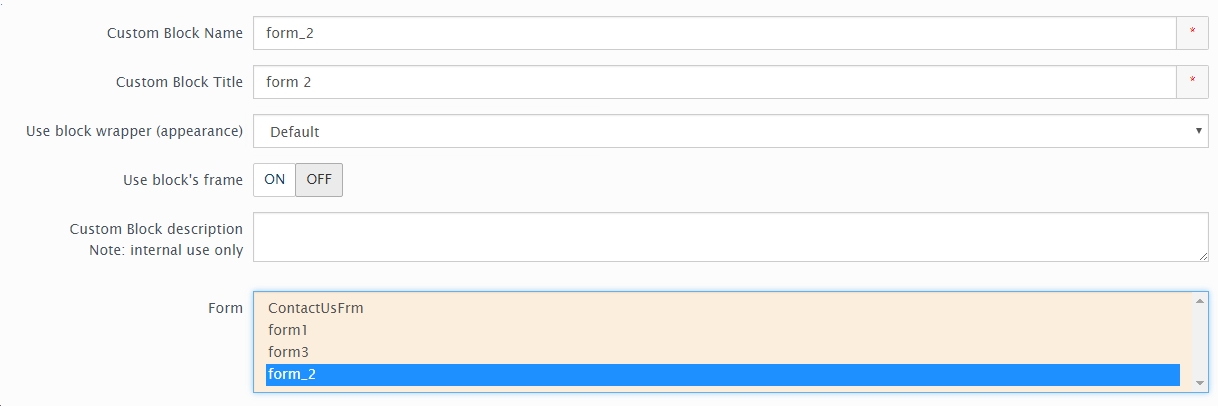 Custom Block Name form_2 *
Custom Block Title form 2 *
Use block wrapper (appearance) Default
Use block's frame ON OFF
Custom Block description
Note: internal use only
Form ContactUsFrm
form1
form3
form_2